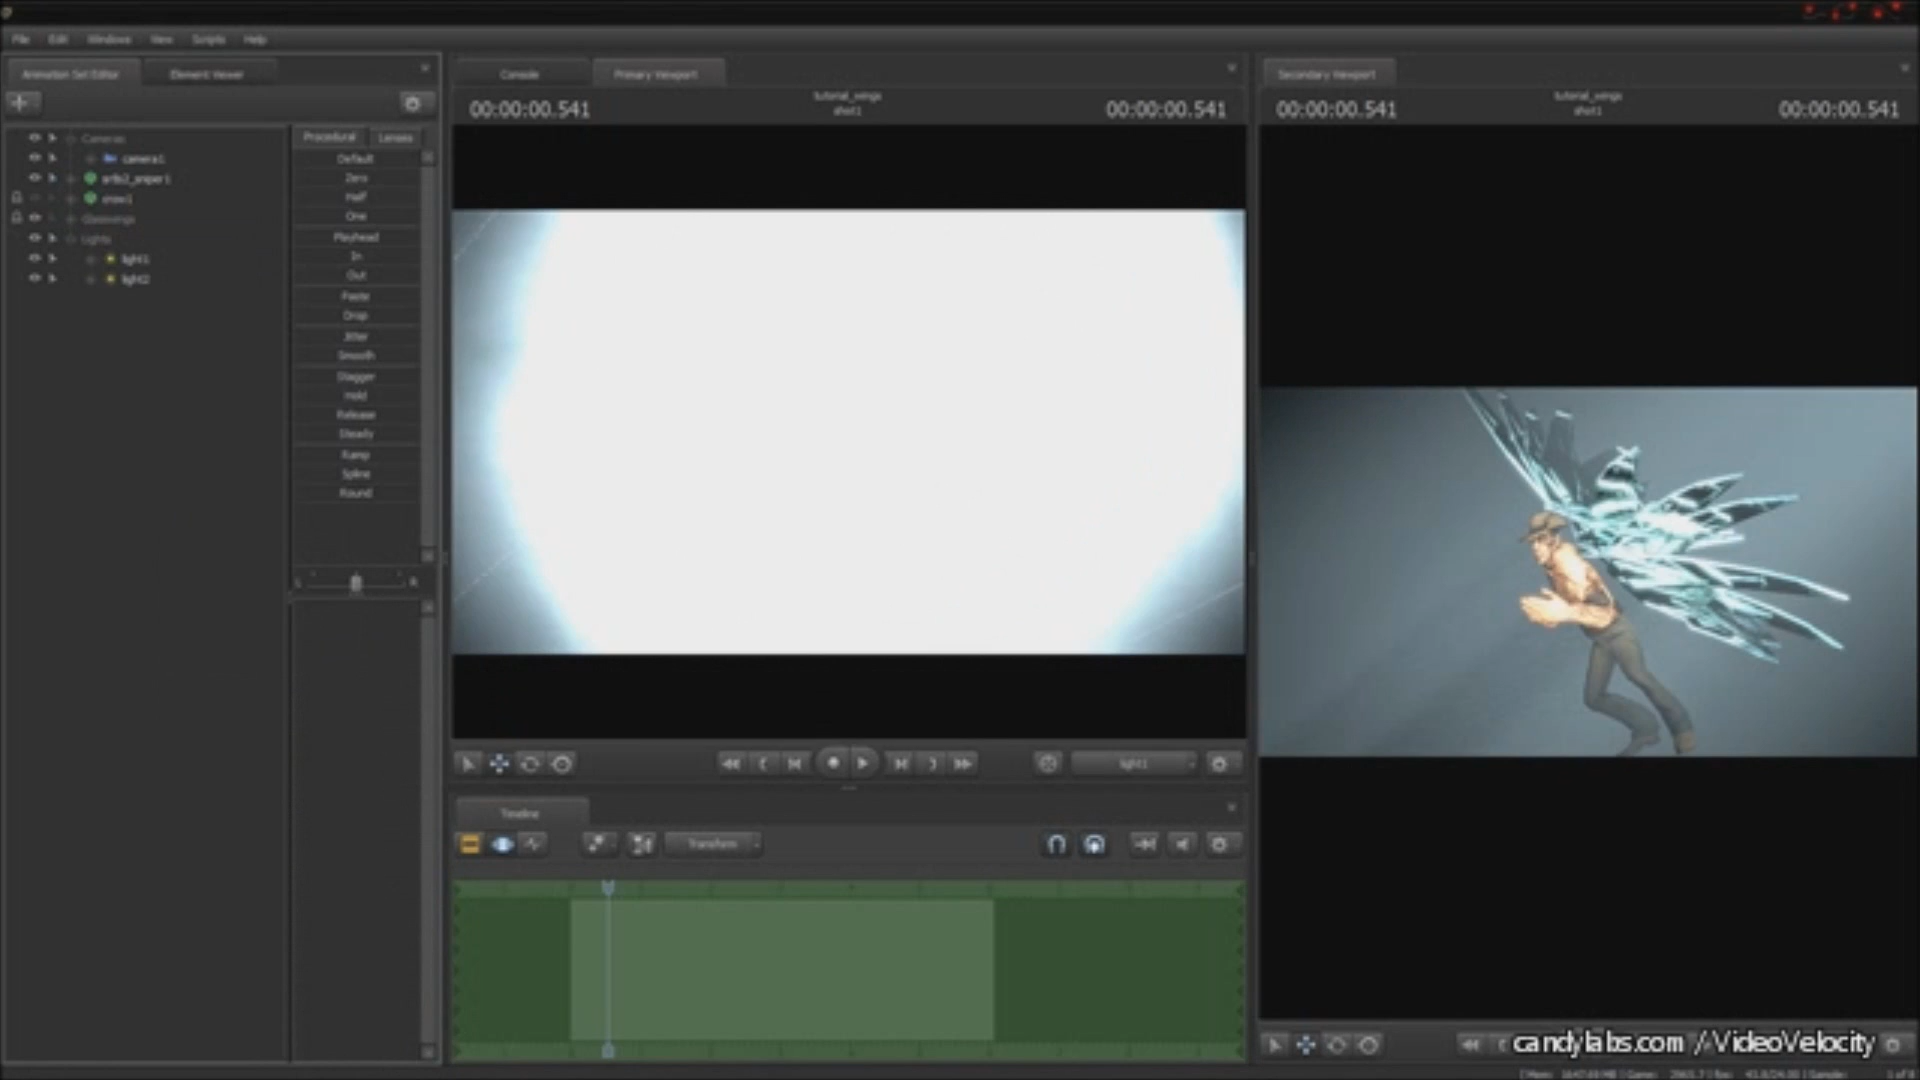 File Edit Windows View Scripts Help
Animation Set Editor Element Viewer
Console Primary Viewport
Secondary Viewport
00:00:00.541
tutorial_wings
shot1
00:00:00.541
00:00:00.541
tutorial_wings
shot1
00:00:00.541
Cameras
camera1
Lights
light1
light2
Procedural Lenses
Default
Zero
Half
One
Playhead
In
Out
Paste
Drop
Jitter
Smooth
Stagger
Hold
Release
Steady
Ramp
Spline
Round
L R
light1
Timeline
Transform
candylabs.com / VideoVelocity